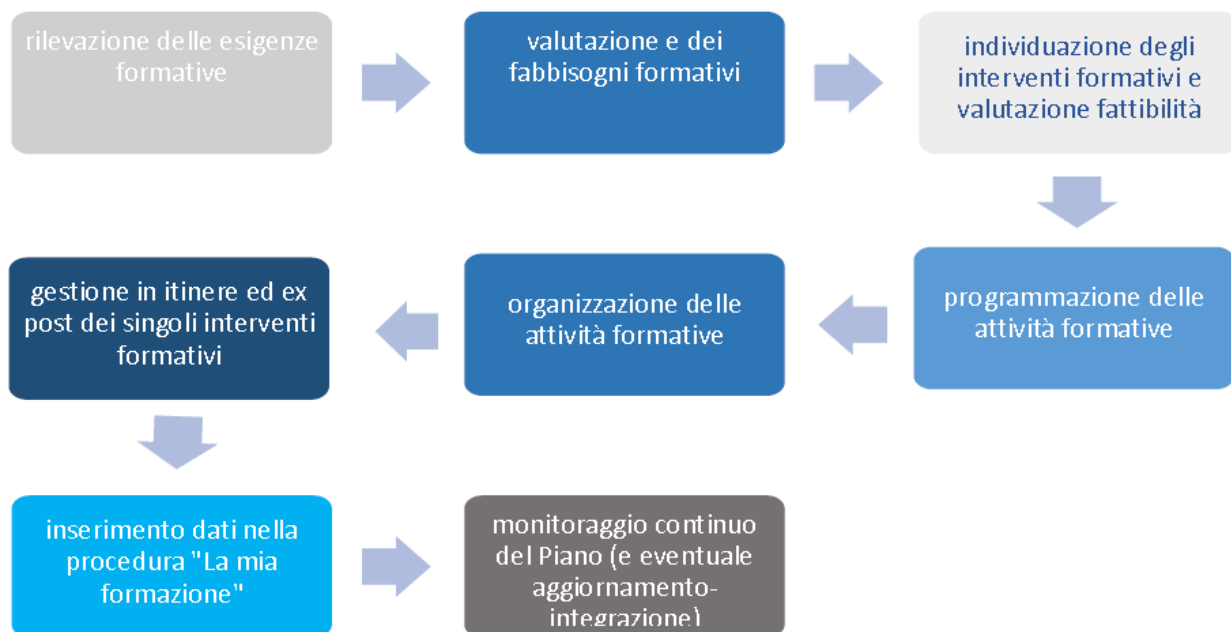 rilevazione delle esigenze
formative
valutazione e dei
fabbisogni formativi
individuazione degli
interventi formativi e
valutazione fattibilità
programmazione delle
attività formative
organizzazione delle
attività formative
gestione in itinere ed ex
post dei singoli interventi
formativi
inserimento dati nella
procedura "La mia
formazione"
monitoraggio continuo
del Piano (e eventuale
aggiornamento-
integrazione)